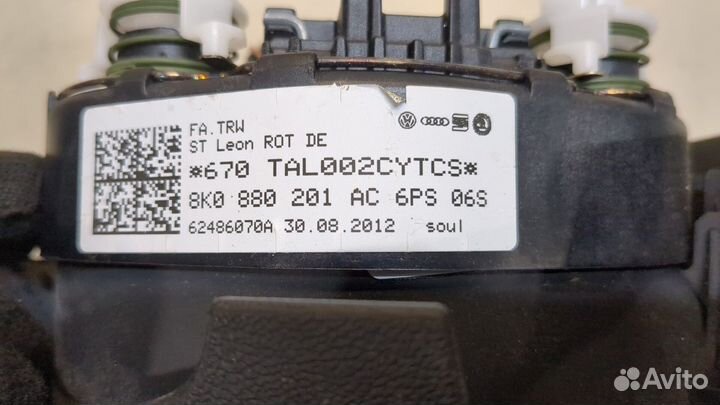 FA.TRW
ST Leon ROT DE
*670 TAL002CYTCS*
8K0 880 201 AC 6PS 06S
62486070A 30.08.2012 soul
Avito